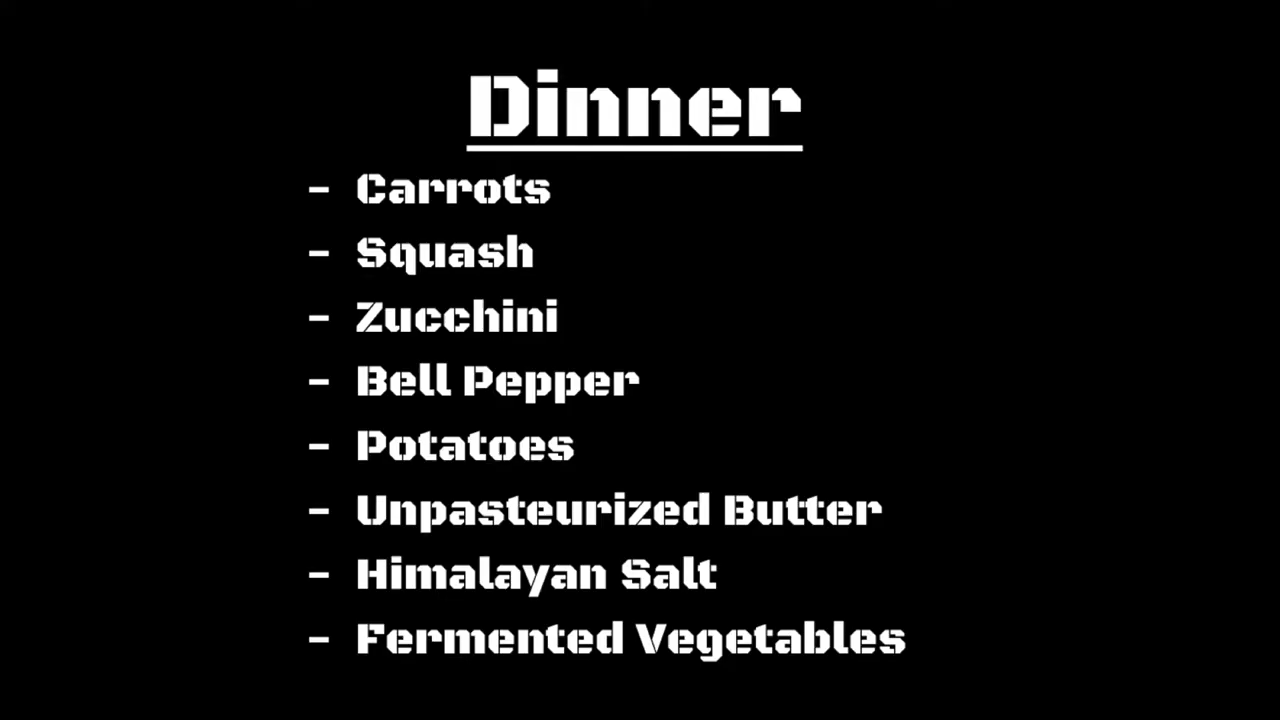 Dinner
- Carrots
- Squash
- Zucchini
- Bell Pepper
- Potatoes
- Unpasteurized Butter
- Himalayan Salt
- Fermented Vegetables